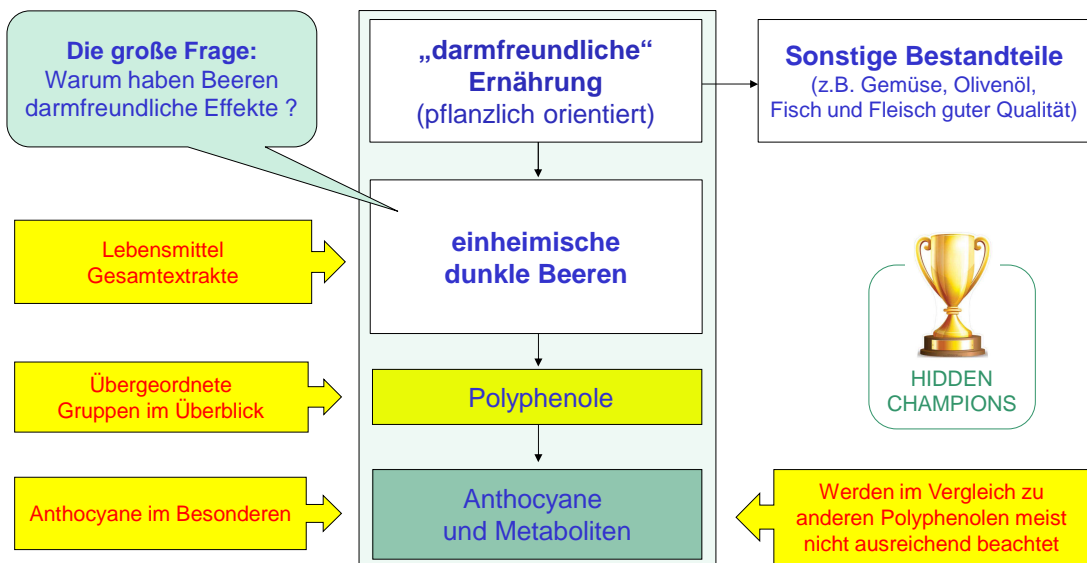 Die große Frage:
Warum haben Beeren
darmfreundliche Effekte ?
„darmfreundliche“
Ernährung
(pflanzlich orientiert)
Sonstige Bestandteile
(z.B. Gemüse, Olivenöl,
Fisch und Fleisch guter Qualität)
Lebensmittel
Gesamtextrakte
einheimische
dunkle Beeren
HIDDEN
CHAMPIONS
Übergeordnete
Gruppen im Überblick
Polyphenole
Anthocyane im Besonderen
Anthocyane
und Metaboliten
Werden im Vergleich zu
anderen Polyphenolen meist
nicht ausreichend beachtet